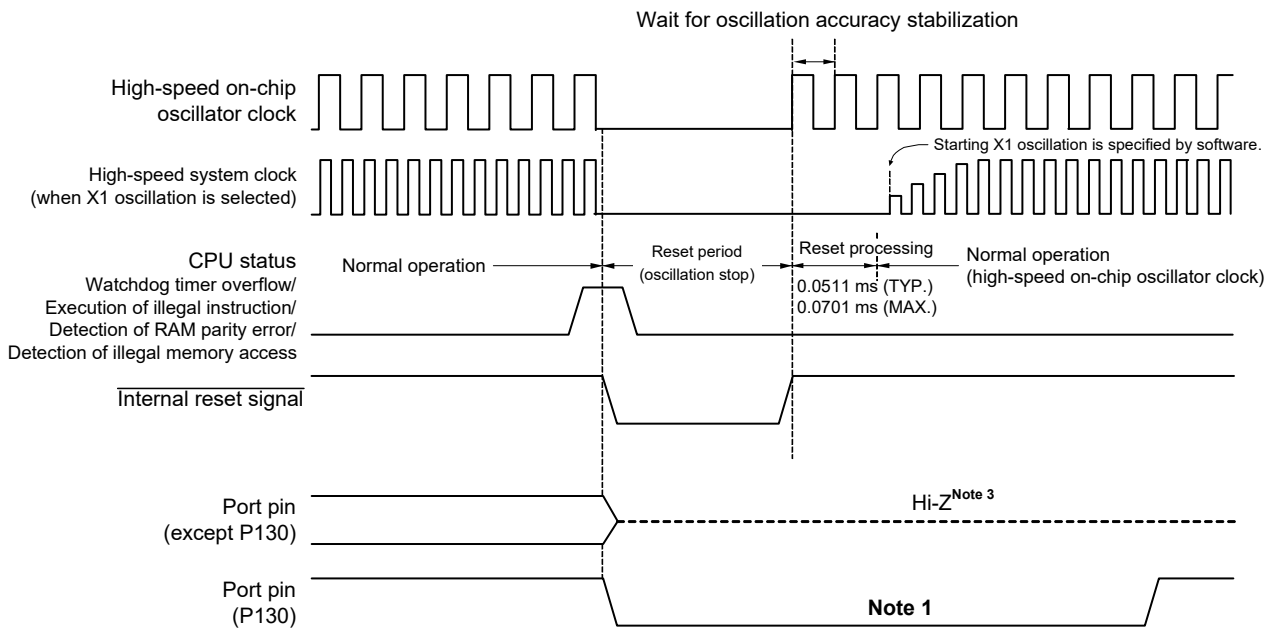 Wait for oscillation accuracy stabilization
High-speed on-chip
oscillator clock
Starting X1 oscillation is specified by software.
High-speed system clock
(when X1 oscillation is selected)
CPU status
Normal operation
Reset period
(oscillation stop)
Reset processing
0.0511 ms (TYP.)
0.0701 ms (MAX.)
Normal operation
(high-speed on-chip oscillator clock)
Watchdog timer overflow/
Execution of illegal instruction/
Detection of RAM parity error/
Detection of illegal memory access
Internal reset signal
Port pin
(except P130)
Hi-Z Note 3
Port pin
(P130)
Note 1